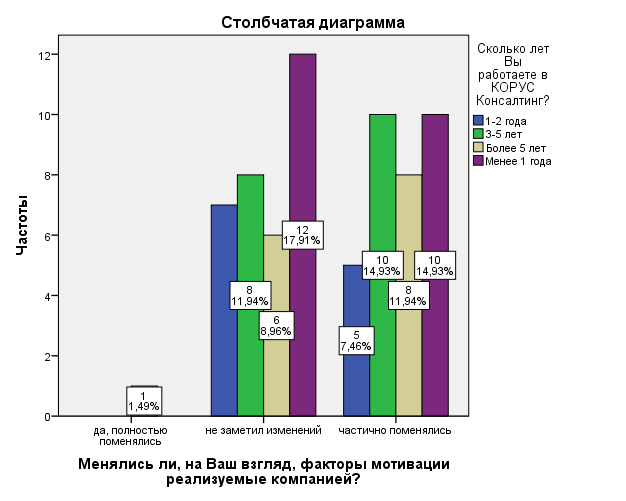 Столбчатая диаграмма
Сколько лет
Вы
работаете в
КОРУС
Консалтинг?
1-2 года
3-5 лет
Более 5 лет
Менее 1 года
Частоты
12
10
8
6
4
2
0
1
1,49%
8
11,94%
6
8,96%
12
17,91%
5
7,46%
10
14,93%
8
11,94%
10
14,93%
да, полностью
поменялись
не заметил изменений
частично поменялись
Менялись ли, на Ваш взгляд, факторы мотивации
реализуемые компанией?